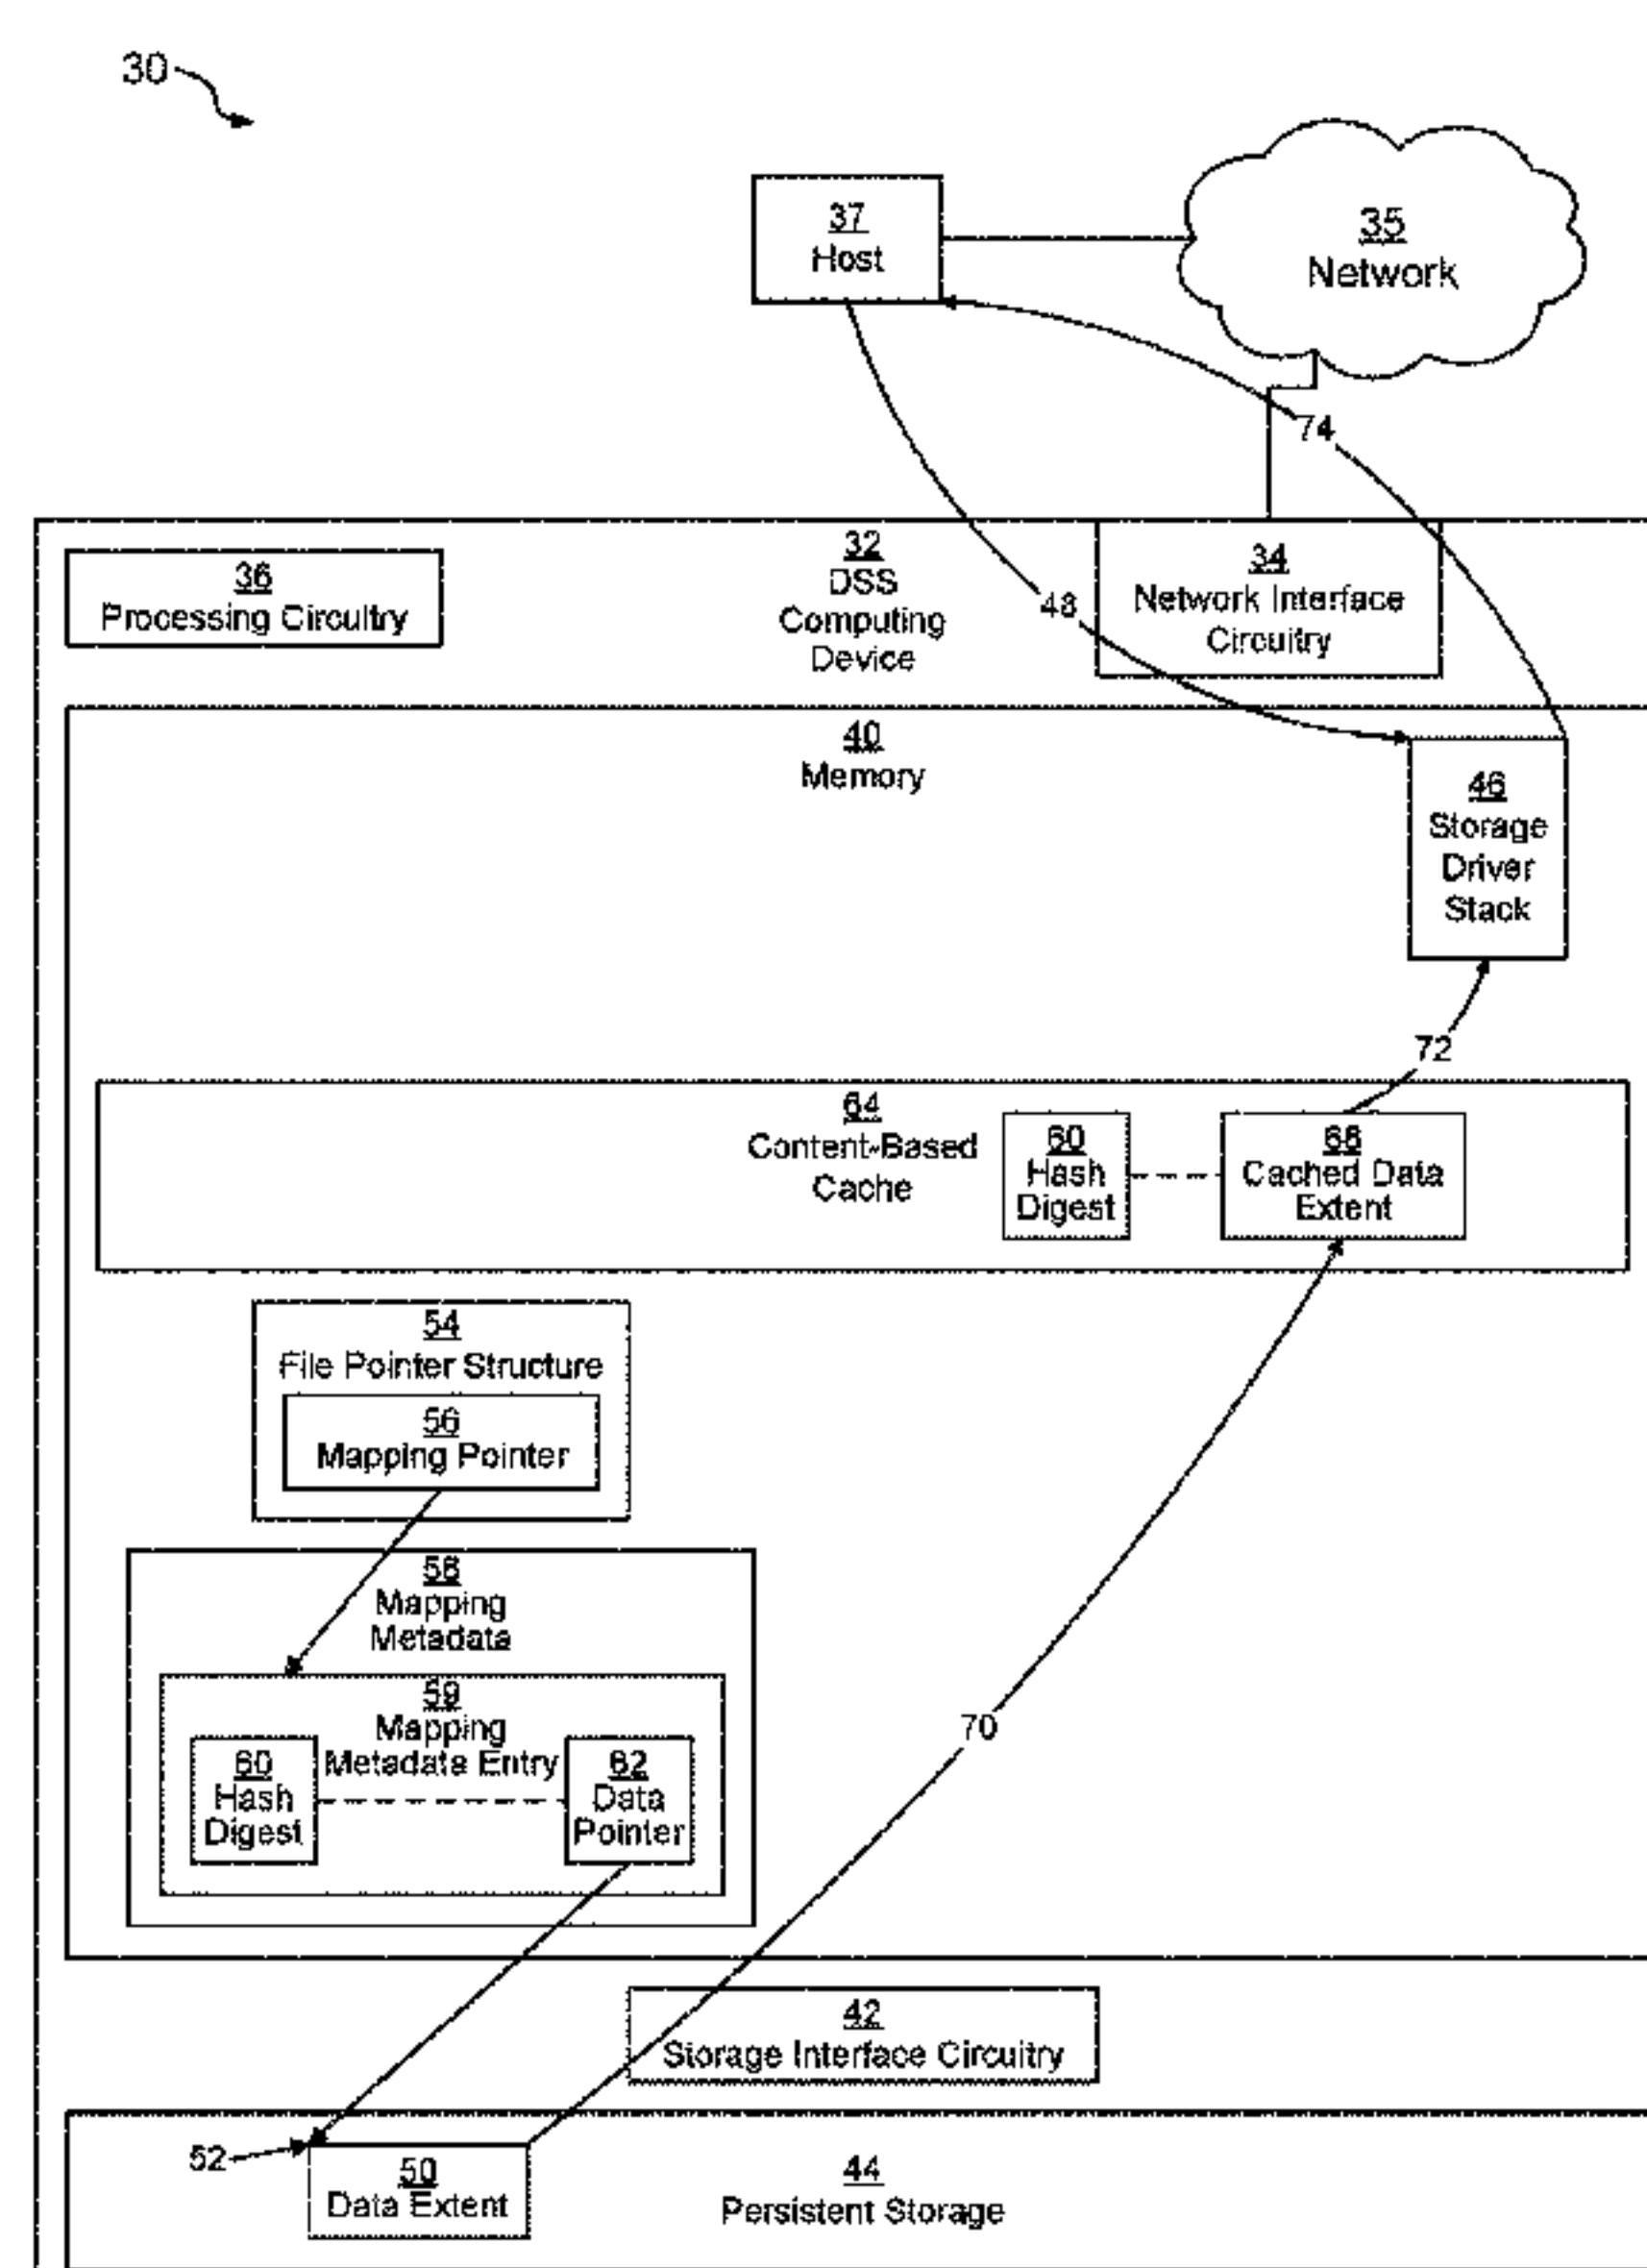 30
37
Host
35
Network
74
32
DSS
Computing
Device
34
Network Interface
Circuitry
36
Processing Circuitry
48
40
Memory
46
Storage
Driver
Stack
72
64
Content-Based
Cache
60
Hash
Digest
68
Cached Data
Extent
54
File Pointer Structure
56
Mapping Pointer
58
Mapping
Metadata
59
Mapping
Metadata Entry
60
Hash
Digest
62
Data
Pointer
70
42
Storage Interface Circuitry
52
50
Data Extent
44
Persistent Storage